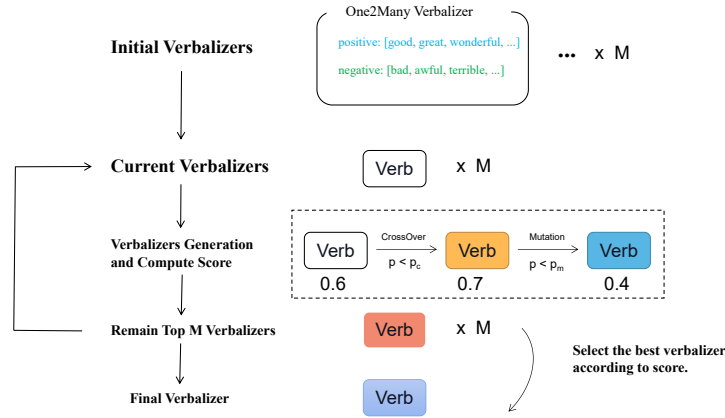 One2Many Verbalizer
Initial Verbalizers
positive: [good, great, wonderful, ...]
negative: [bad, awful, terrible, ...]
... x M
Current Verbalizers
Verb x M
Verbalizers Generation
and Compute Score
Verb CrossOver Verb Mutation Verb
p < pc p < pm
0.6 0.7 0.4
Remain Top M Verbalizers
Verb x M
Select the best verbalizer
according to score.
Final Verbalizer
Verb